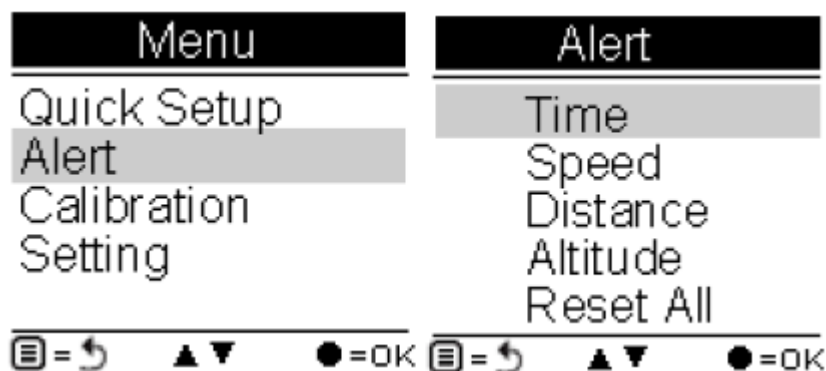 Menu
Quick Setup
Alert
Calibration
Setting
= ▲ ▼ ●=OK
Alert
Time
Speed
Distance
Altitude
Reset All
= ▲ ▼ ●=OK